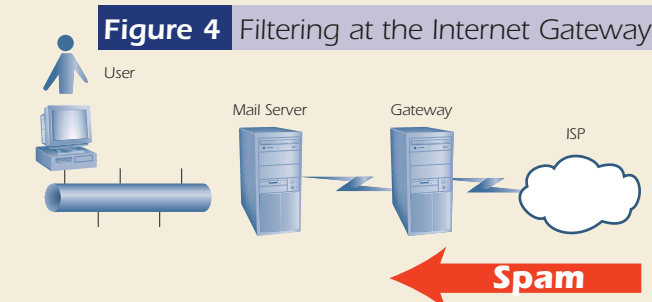 Figure 4 Filtering at the Internet Gateway
User
Mail Server
Gateway
ISP
Spam